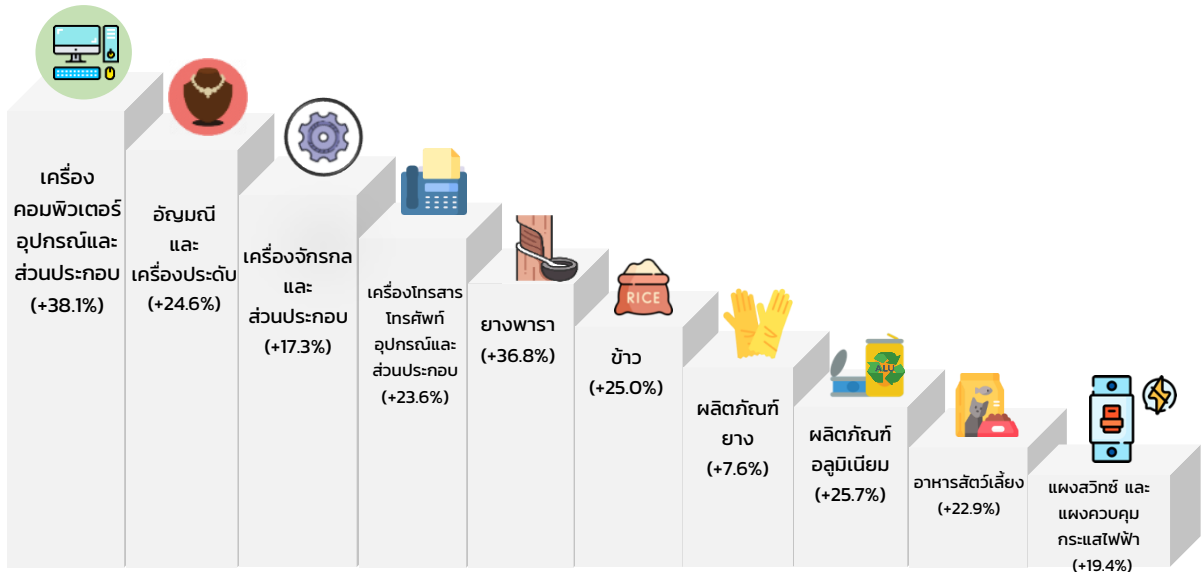 เครื่อง
คอมพิวเตอร์
อุปกรณ์และ
ส่วนประกอบ
(+38.1%)
อัญมณี
และ
เครื่องประดับ
(+24.6%)
เครื่องจักรกล
และ
ส่วนประกอบ
(+17.3%)
เครื่องโทรสาร
โทรศัพท์
อุปกรณ์และ
ส่วนประกอบ
(+23.6%)
ยางพารา
(+36.8%)
RICE
ข้าว
(+25.0%)
ผลิตภัณฑ์
ยาง
(+7.6%)
ALU
ผลิตภัณฑ์
อลูมิเนียม
(+25.7%)
อาหารสัตว์เลี้ยง
(+22.9%)
แผงสวิทซ์ และ
แผงควบคุม
กระแสไฟฟ้า
(+19.4%)